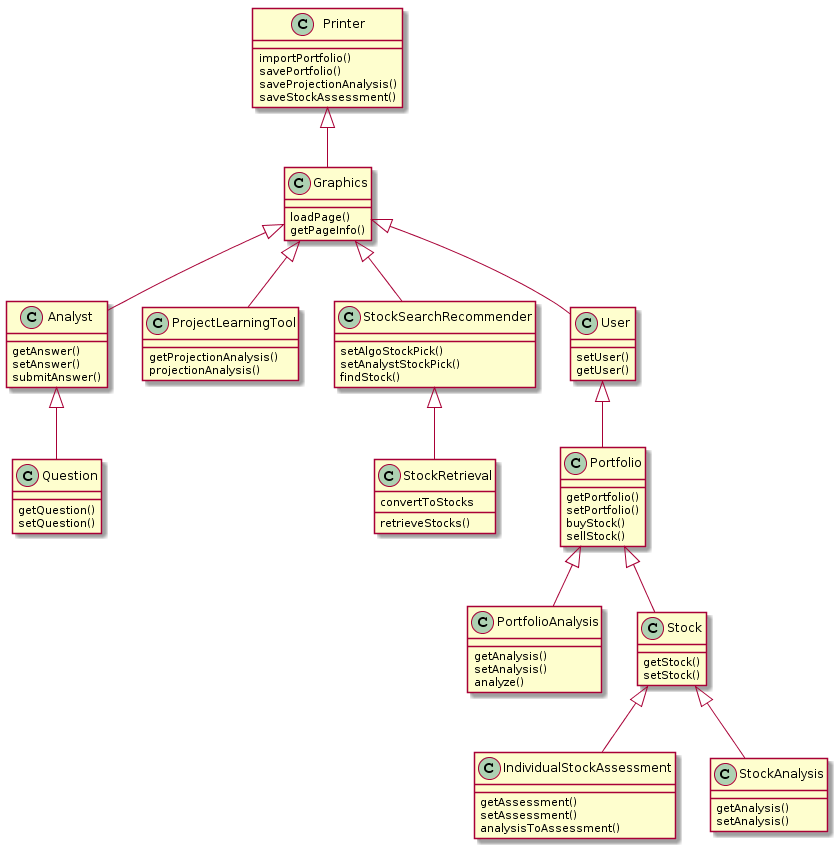 C Printer
importPortfolio()
savePortfolio()
saveProjectionAnalysis()
saveStockAssessment()
C Graphics
loadPage()
getPageInfo()
C Analyst
getAnswer()
setAnswer()
submitAnswer()
C ProjectLearningTool
getProjectionAnalysis()
projectionAnalysis()
C StockSearchRecommender
setAlgoStockPick()
setAnalystStockPick()
findStock()
C User
setUser()
getUser()
C Question
getQuestion()
setQuestion()
C StockRetrieval
convertToStocks
retrieveStocks()
C Portfolio
getPortfolio()
setPortfolio()
buyStock()
sellStock()
C PortfolioAnalysis
getAnalysis()
setAnalysis()
analyze()
C Stock
getStock()
setStock()
C IndividualStockAssessment
getAssessment()
setAssessment()
analysisToAssessment()
C StockAnalysis
getAnalysis()
setAnalysis()